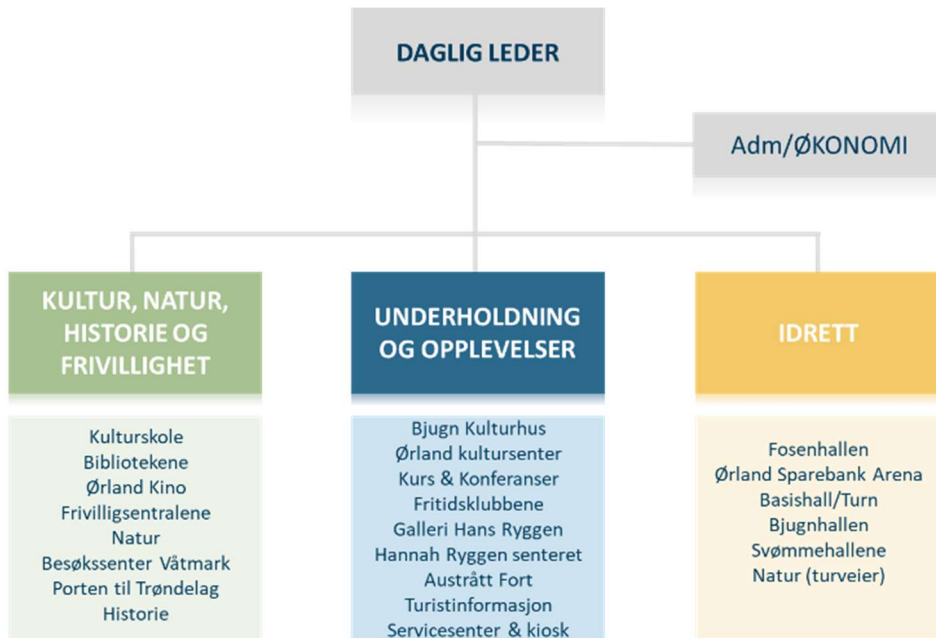 DAGLIG LEDER
Adm/ØKONOMI
KULTUR, NATUR,
HISTORIE OG
FRIVILLIGHET
Kulturskole
Bibliotekene
Ørland Kino
Frivilligsentralene
Natur
Besøkssenter Våtmark
Porten til Trøndelag
Historie
UNDERHOLDNING
OG OPPLEVELSER
Bjugn Kulturhus
Ørland kultursenter
Kurs & Konferanser
Fritidsklubbene
Galleri Hans Ryggen
Hannah Ryggen senteret
Austrått Fort
Turistinformasjon
Servicesenter & kiosk
IDRETT
Fosenhallen
Ørland Sparebank Arena
Basishall/Turn
Bjugnhallen
Svømmehallene
Natur (turveier)